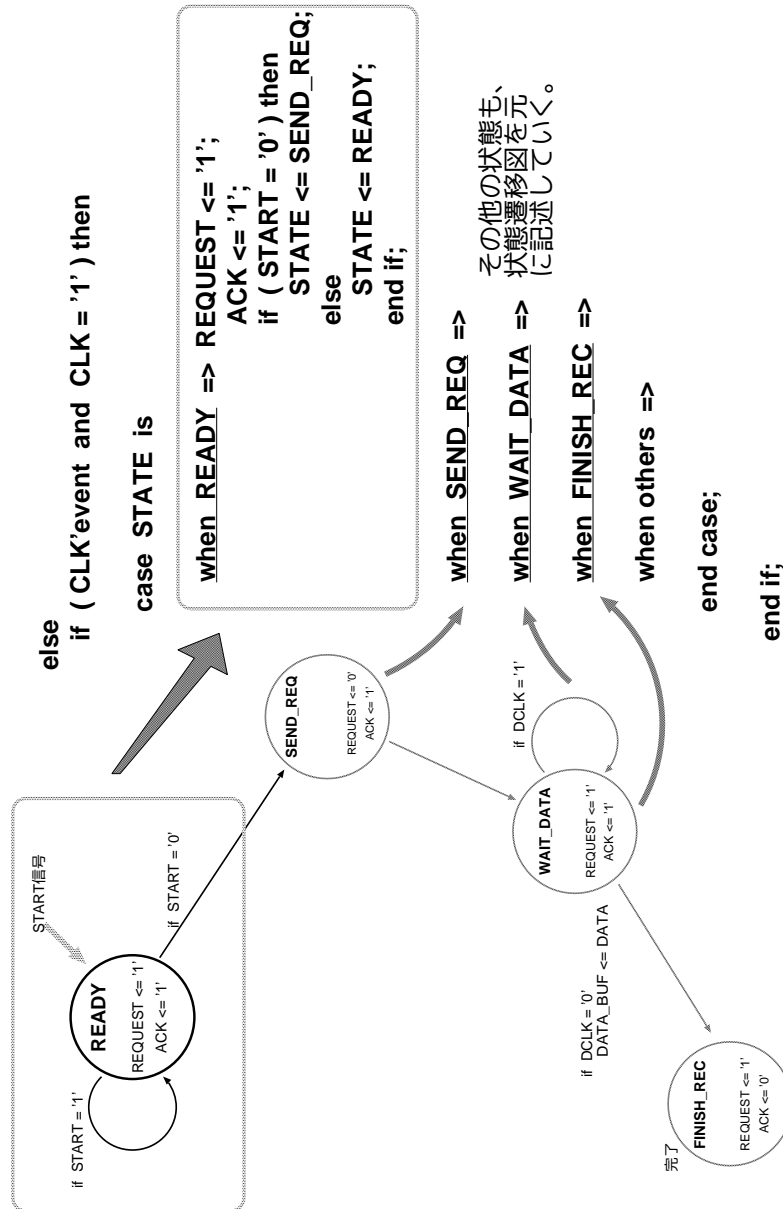 START信号
if START = '1'
READY
REQUEST <= '1'
ACK <= '1'
if START = '0'
SEND_REQ
REQUEST <= '0'
ACK <= '1'
if DCLK = '1'
WAIT_DATA
REQUEST <= '1'
ACK <= '1'
if DCLK = '0'
DATA_BUF <= DATA
完了
FINISH_REC
REQUEST <= '1'
ACK <= '0'
else
if ( CLK'event and CLK = '1' ) then
case STATE is
when READY => REQUEST <= '1';
ACK <= '1';
if ( START = '0' ) then
STATE <= SEND_REQ;
else
STATE <= READY;
end if;
when SEND_REQ =>
when WAIT_DATA =>
when FINISH_REC =>
when others =>
end case;
end if;
その他の状態も、
状態遷移図を元
に記述していく。